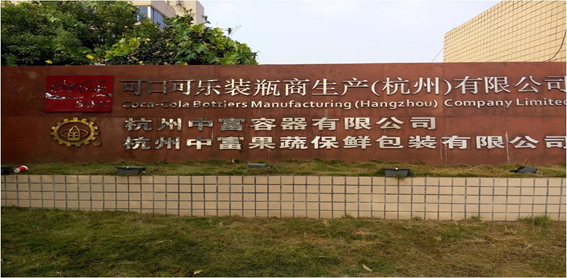 可口可乐装瓶商生产(杭州)有限公司
Coca-Cola Bottlers Manufacturing (Hangzhou) Company Limited
杭州中富容器有限公司
杭州中富果蔬保鲜包装有限公司